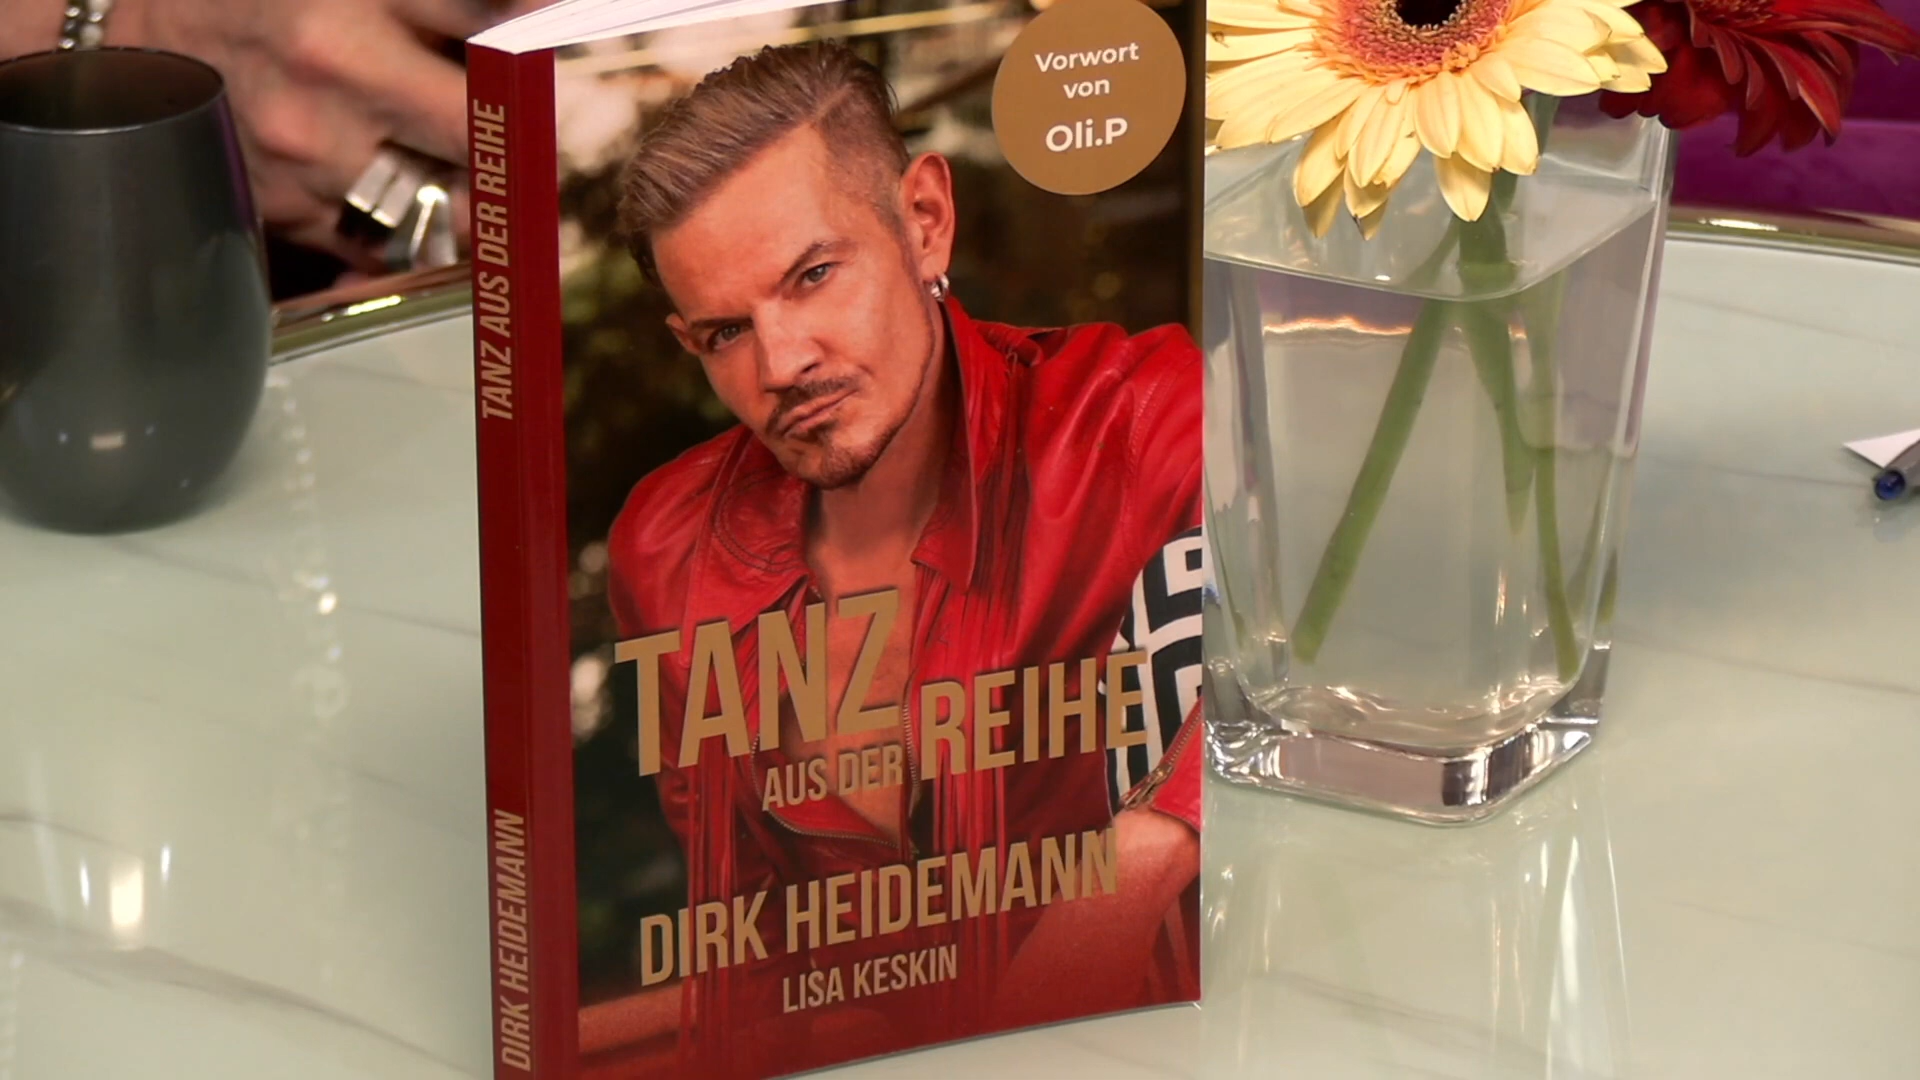 Vorwort
von
Oli.P
TANZ AUS DER REIHE
DIRK HEIDEMANN
TANZ
AUS DER REIHE
DIRK HEIDEMANN
LISA KESKIN